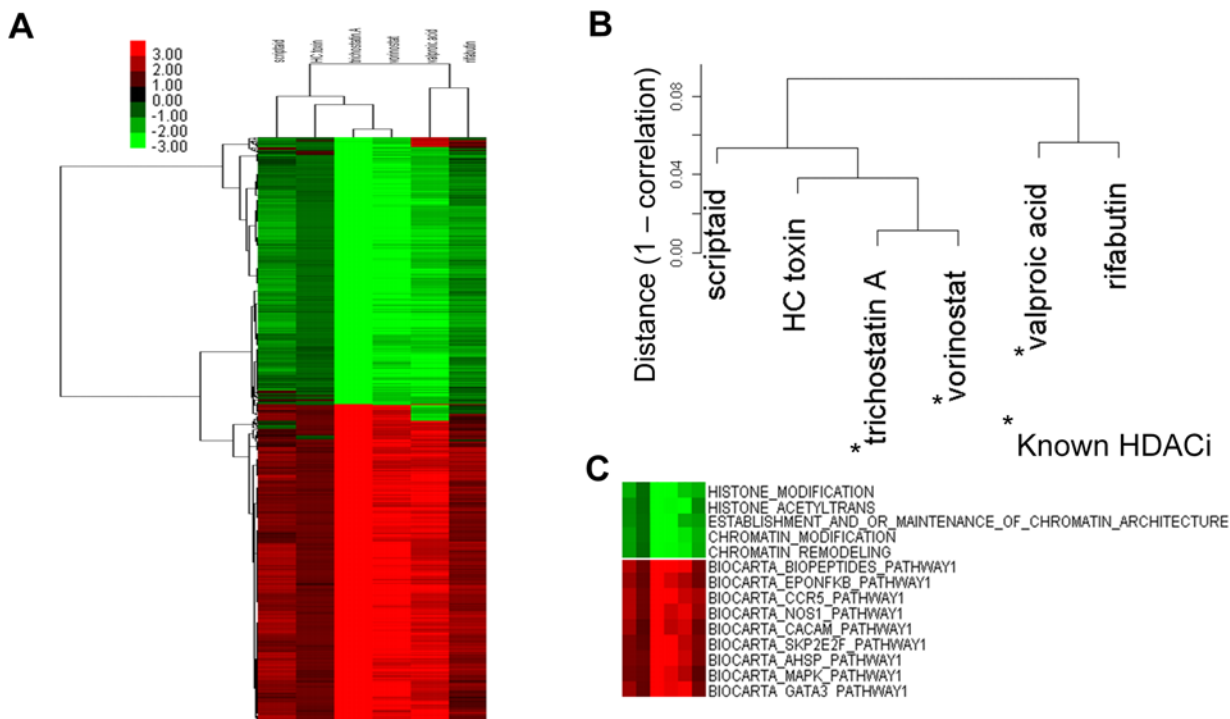 A
scriptaid
HC toxin
trichostatin A
vorinostat
valproic acid
rifabutin
3.00
2.00
1.00
0.00
-1.00
-2.00
-3.00
B
Distance (1 – correlation)
0.08
0.04
0.00
scriptaid
HC toxin
*trichostatin A
*vorinostat
*valproic acid
rifabutin
*Known HDACi
C
HISTONE_MODIFICATION
HISTONE_ACETYLTRANS
ESTABLISHMENT_AND_OR_MAINTENANCE_OF_CHROMATIN_ARCHITECTURE
CHROMATIN_MODIFICATION
CHROMATIN_REMODELING
BIOCARTA_BIOPEPTIDES_PATHWAY1
BIOCARTA_EPONFKB_PATHWAY1
BIOCARTA_CCR5_PATHWAY1
BIOCARTA_NOS1_PATHWAY1
BIOCARTA_CACAM_PATHWAY1
BIOCARTA_SKP2E2F_PATHWAY1
BIOCARTA_AHSP_PATHWAY1
BIOCARTA_MAPK_PATHWAY1
BIOCARTA_GATA3_PATHWAY1